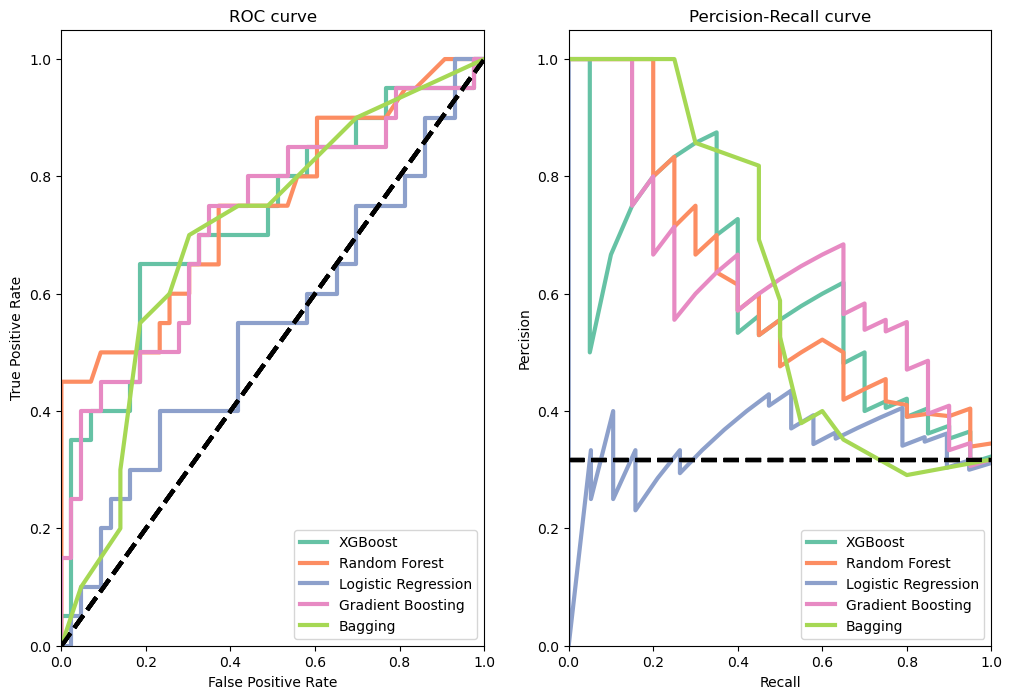 ROC curve
True Positive Rate
1.0
0.8
0.6
0.4
0.2
0.0
XGBoost
Random Forest
Logistic Regression
Gradient Boosting
Bagging
0.0 0.2 0.4 0.6 0.8 1.0
False Positive Rate
Percision-Recall curve
Percision
1.0
0.8
0.6
0.4
0.2
0.0
XGBoost
Random Forest
Logistic Regression
Gradient Boosting
Bagging
0.0 0.2 0.4 0.6 0.8 1.0
Recall